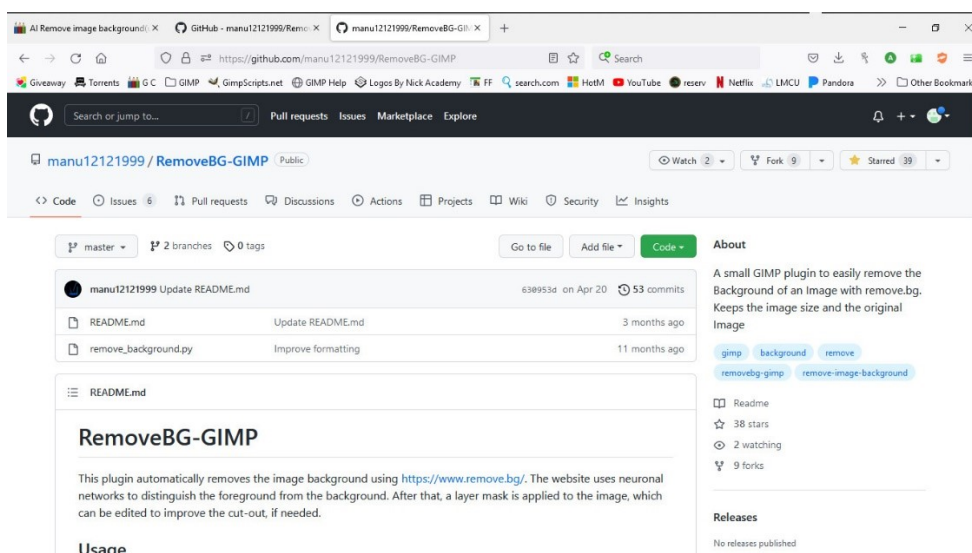 AI Remove image background( ×
GitHub - manu12121999/Remov ×
manu12121999/RemoveBG-GIM ×
https://github.com/manu12121999/RemoveBG-GIMP
Search
Giveaway Torrents G C GIMP GimpScripts.net GIMP Help Logos By Nick Academy FF search.com HotM YouTube reserv Netflix LMCU Pandora Other Bookmark
Search or jump to... / Pull requests Issues Marketplace Explore
manu12121999 / RemoveBG-GIMP Public
Watch 2 Fork 9 Starred 39
Code Issues 6 Pull requests Discussions Actions Projects Wiki Security Insights
master 2 branches 0 tags Go to file Add file Code
manu12121999 Update README.md 630953d on Apr 20 53 commits
README.md Update README.md 3 months ago
remove_background.py Improve formatting 11 months ago
README.md
RemoveBG-GIMP
This plugin automatically removes the image background using https://www.remove.bg/. The website uses neuronal
networks to distinguish the foreground from the background. After that, a layer mask is applied to the image, which
can be edited to improve the cut-out, if needed.
Usage
About
A small GIMP plugin to easily remove the
Background of an Image with remove.bg.
Keeps the image size and the original
Image
gimp background remove
removebg-gimp remove-image-background
Readme
38 stars
2 watching
9 forks
Releases
No releases published